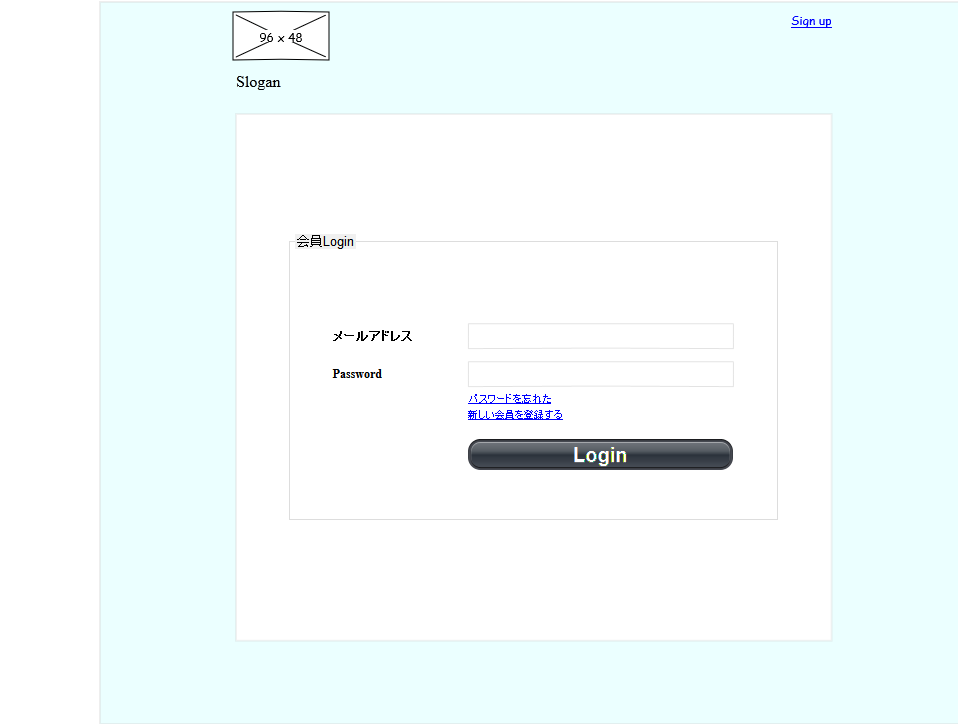 96 x 48
Sign up
Slogan
会員Login
メールアドレス
Password
パスワードを忘れた
新しい会員を登録する
Login